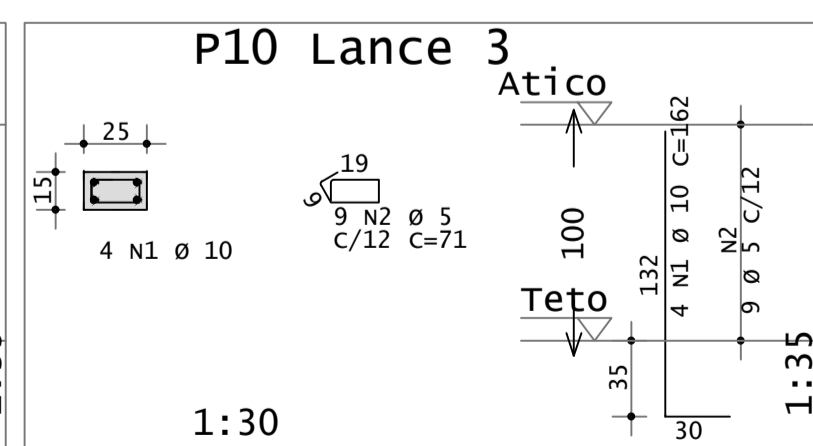 P10 Lance 3
Atico
25
15
4 N1 Ø 10
19
9
9 N2 Ø 5
C/12 C=71
100
132
4 N1 Ø 10 C=162
N2
9 Ø 5 C/12
Teto
35
30
1:30
1:35